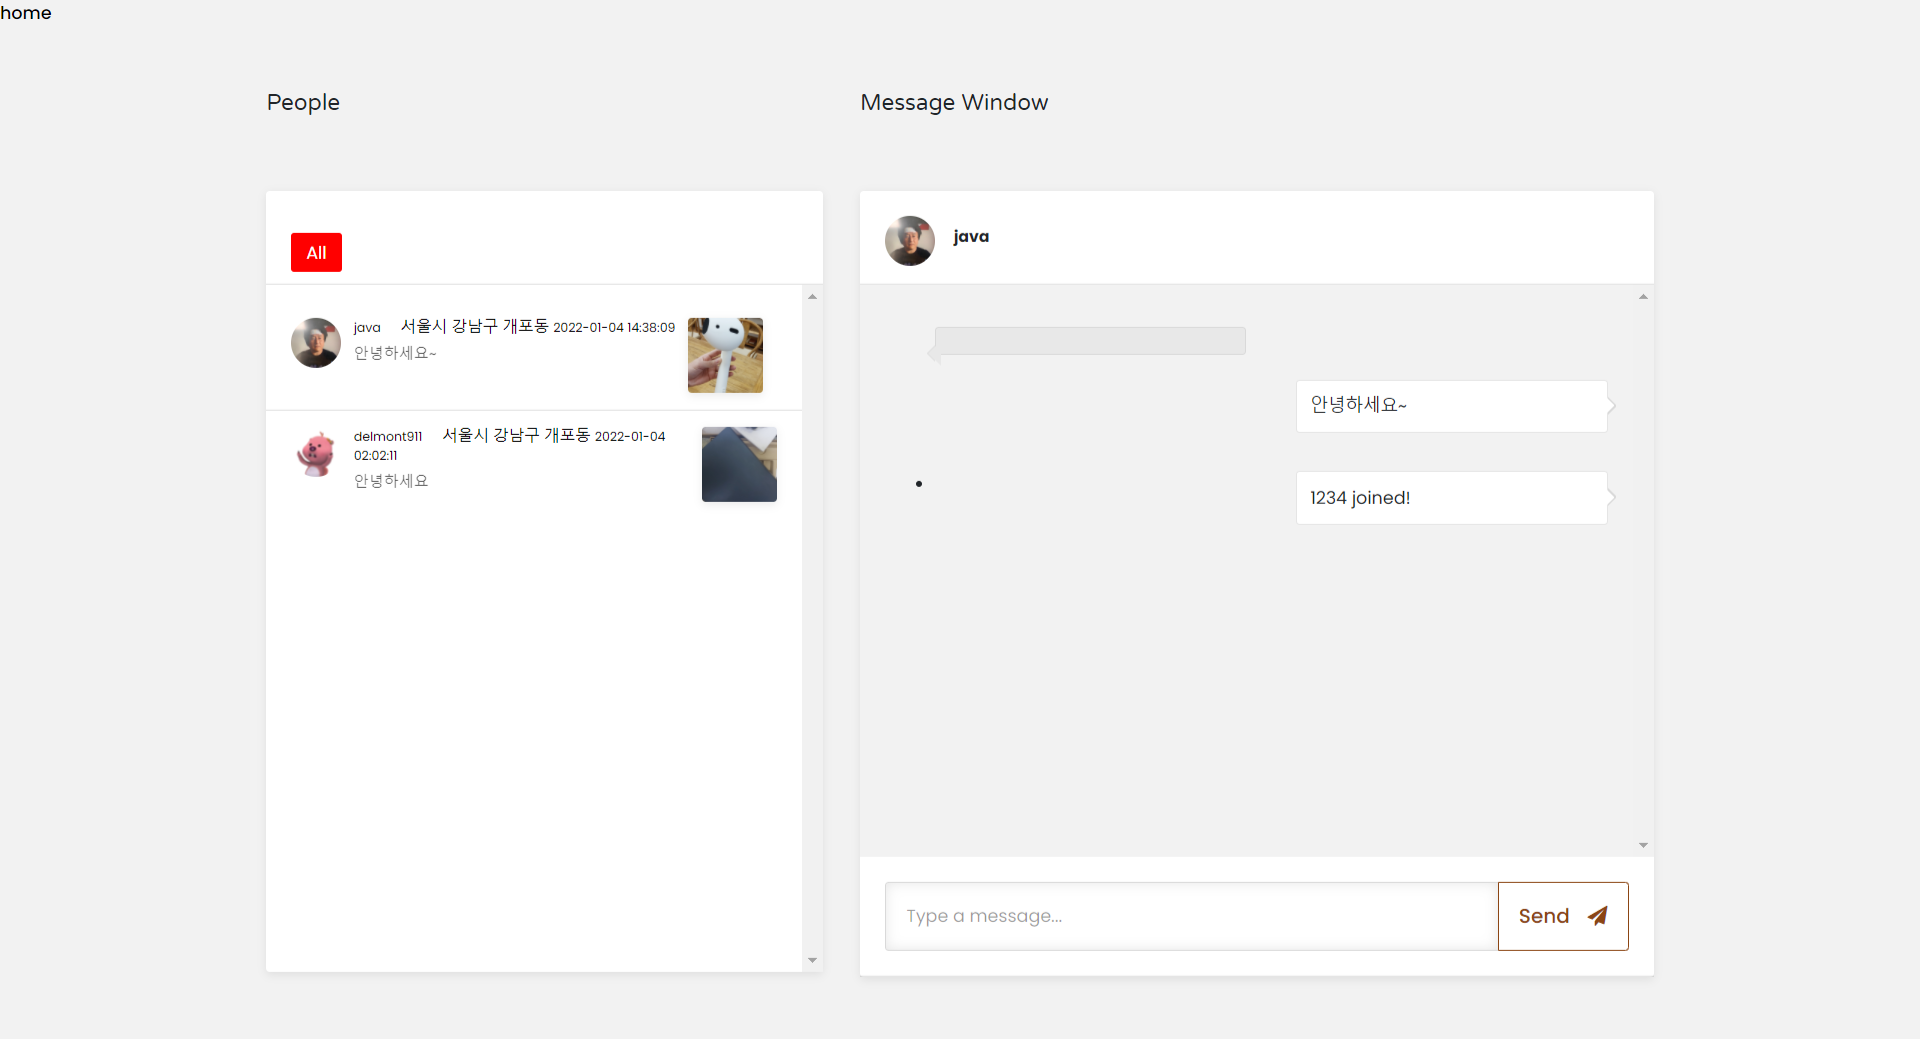 home
People
Message Window
All
java
java 서울시 강남구 개포동 2022-01-04 14:38:09
안녕하세요~
delmont911 서울시 강남구 개포동 2022-01-04
02:02:11
안녕하세요
안녕하세요~
1234 joined!
Type a message...
Send